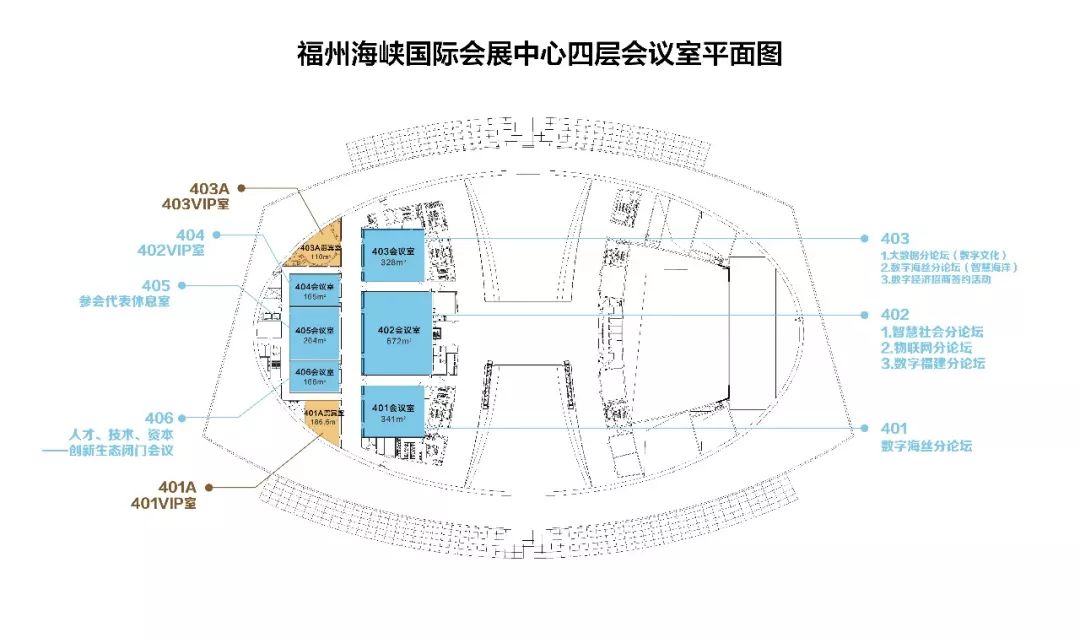 福州海峡国际会展中心四层会议室平面图
403A
403VIP室
404
402VIP室
405
参会代表休息室
406
人才、技术、资本
——创新生态闭门会议
401A
401VIP室
403A贵宾室
110m²
404会议室
165m²
405会议室
264m²
406会议室
166m²
401A贵宾室
186.6m
403会议室
328m²
402会议室
672m²
401会议室
341m²
403
1.大数据分论坛（数字文化）
2.数字海丝分论坛（智慧海洋）
3.数字经济招商签约活动
402
1.智慧社会分论坛
2.物联网分论坛
3.数字福建分论坛
401
数字海丝分论坛